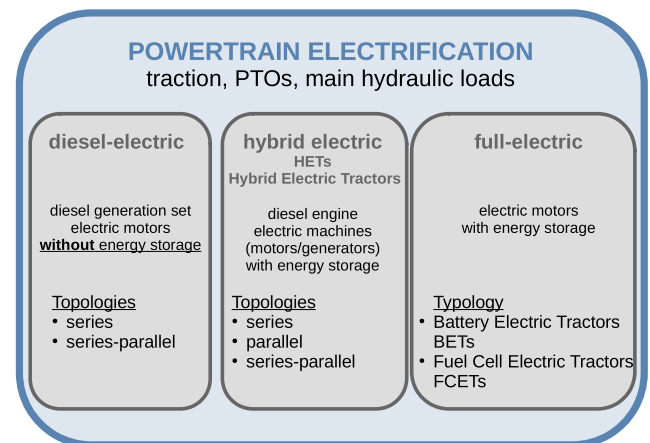 POWERTRAIN ELECTRIFICATION
traction, PTOs, main hydraulic loads
diesel-electric
diesel generation set
electric motors
without energy storage
Topologies
• series
• series-parallel
hybrid electric
HETs
Hybrid Electric Tractors
diesel engine
electric machines
(motors/generators)
with energy storage
Topologies
• series
• parallel
• series-parallel
full-electric
electric motors
with energy storage
Typology
• Battery Electric Tractors
BETs
• Fuel Cell Electric Tractors
FCETs